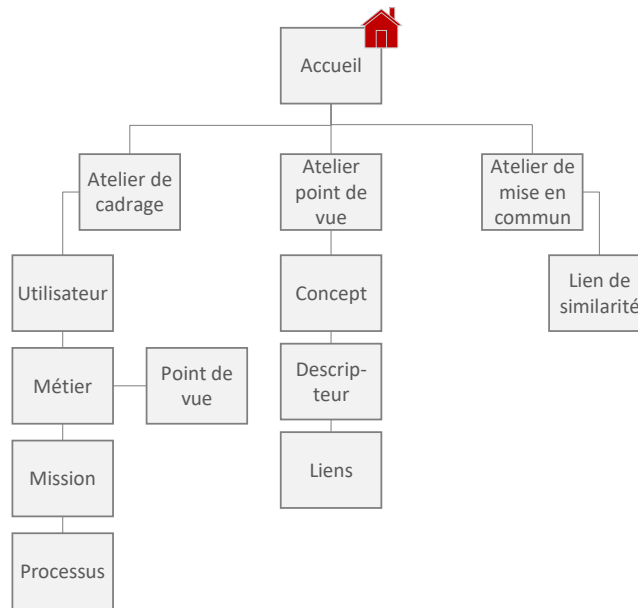 Accueil
Atelier de
cadrage
Atelier
point de
vue
Atelier de
mise en
commun
Utilisateur
Concept
Lien de
similarité
Métier
Point de
vue
Descrip-
teur
Mission
Liens
Processus